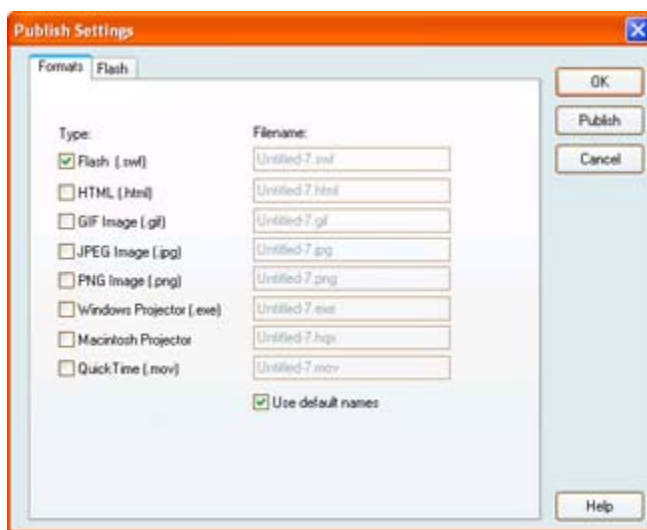 Publish Settings
Formats Flash
OK
Publish
Cancel
Type: Filename:
Flash (.swf) Untitled-7.swf
HTML (.html) Untitled-7.html
GIF Image (.gif) Untitled-7.gif
JPEG Image (.jpg) Untitled-7.jpg
PNG Image (.png) Untitled-7.png
Windows Projector (.exe) Untitled-7.exe
Macintosh Projector Untitled-7.hqx
QuickTime (.mov) Untitled-7.mov
Use default names
Help